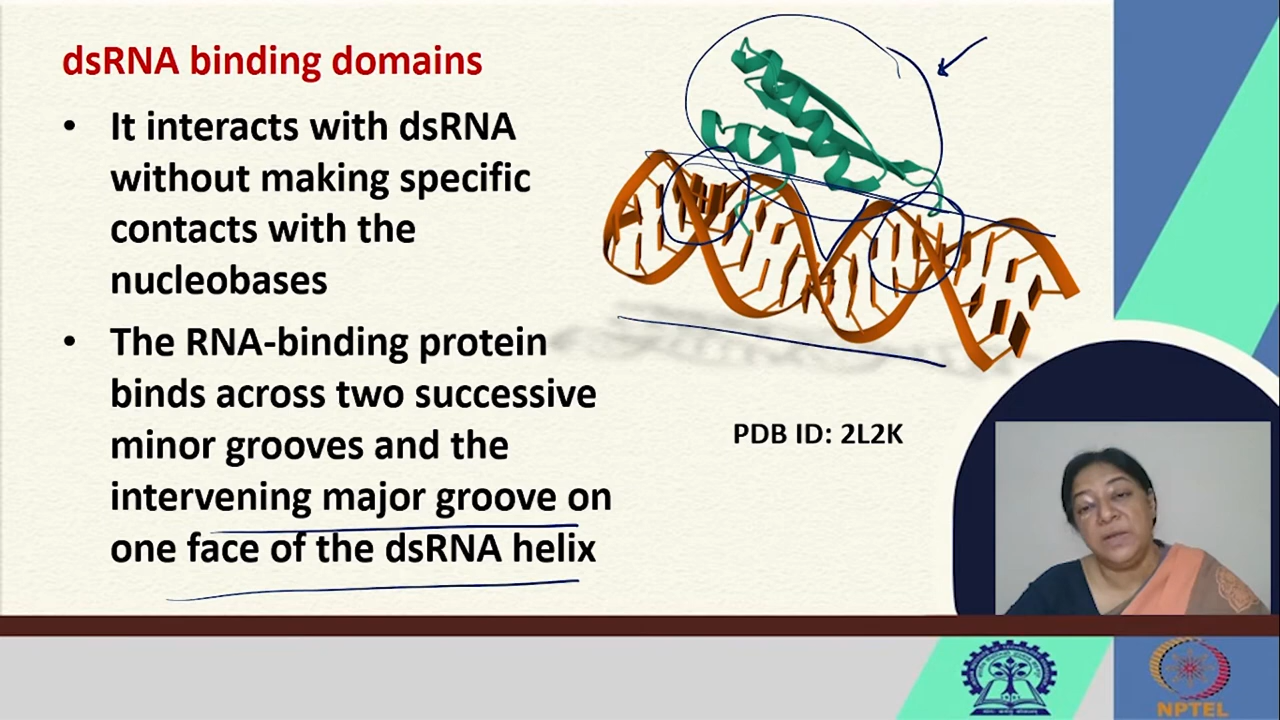 dsRNA binding domains
• It interacts with dsRNA
without making specific
contacts with the
nucleobases
• The RNA-binding protein
binds across two successive
minor grooves and the
intervening major groove on
one face of the dsRNA helix
PDB ID: 2L2K
NPTEL